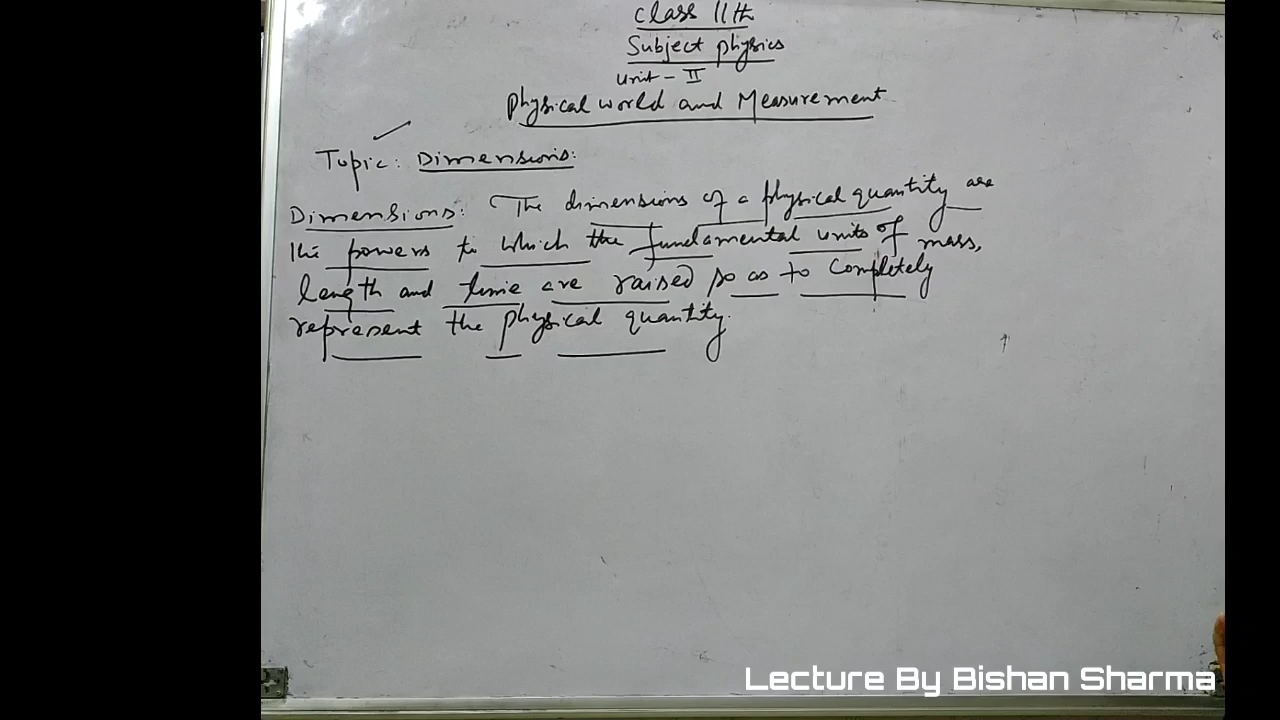 Class 11th
Subject physics
Unit - II
Physical world and Measurement
Topic: Dimensions:
Dimensions: The dimensions of a physical quantity are
the powers to which the fundamental units of mass,
length and time are raised so as to completely
represent the physical quantity.
Lecture By Bishan Sharma